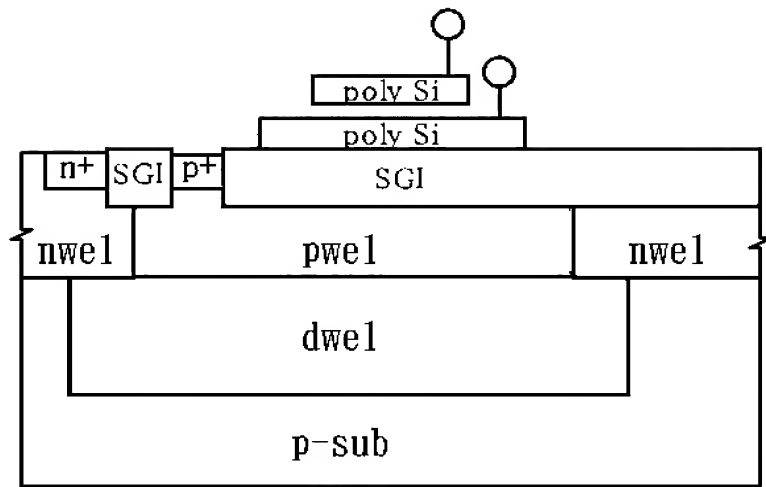 poly Si
poly Si
n+ SGI p+ SGI
nwel pwel nwel
dwel
p-sub